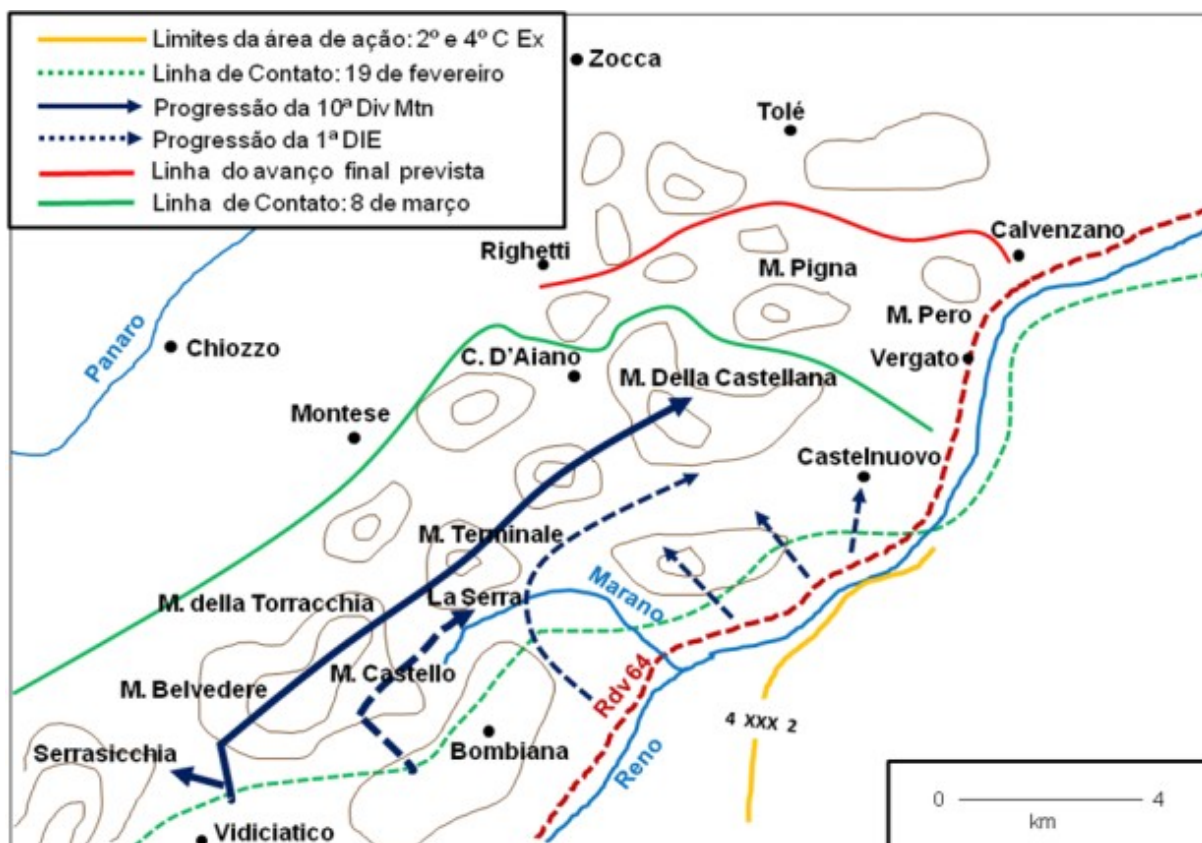 Limites da área de ação: 2º e 4º C Ex
Linha de Contato: 19 de fevereiro
Progressão da 10ª Div Mtn
Progressão da 1ª DIE
Linha do avanço final prevista
Linha de Contato: 8 de março
Zocca
Tolé
Calvenzano
Righetti
M. Pigna
M. Pero
Panaro
Chiozzo
Vergato
C. D'Aiano
M. Della Castellana
Montese
Castelnuovo
M. Terminale
Marano
La Serra
M. della Torracchia
M. Castello
M. Belvedere
Rdv 64
4 XXX 2
Serrasicchia
Bombiana
Reno
Vidiciatico
0 4
km